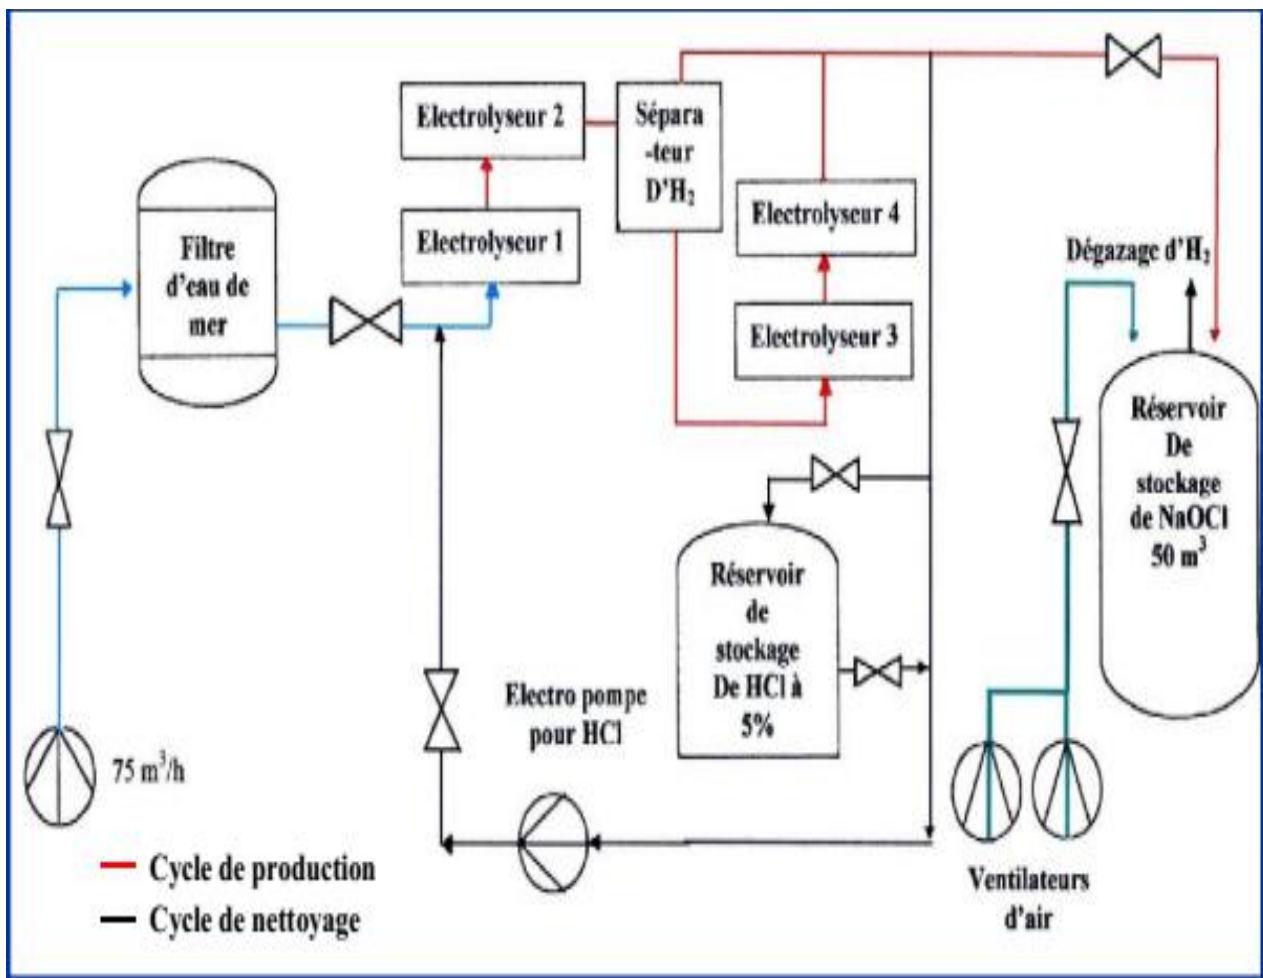 Electrolyseur 2
Sépara
-teur
D'H₂
Electrolyseur 1
Electrolyseur 4
Filtre
d'eau de
mer
Dégazage d'H₂
Electrolyseur 3
Réservoir
De
stockage
de NaOCl
50 m³
Réservoir
de
stockage
De HCl à
5%
Electro pompe
pour HCl
75 m³/h
Cycle de production
Cycle de nettoyage
Ventilateurs
d'air